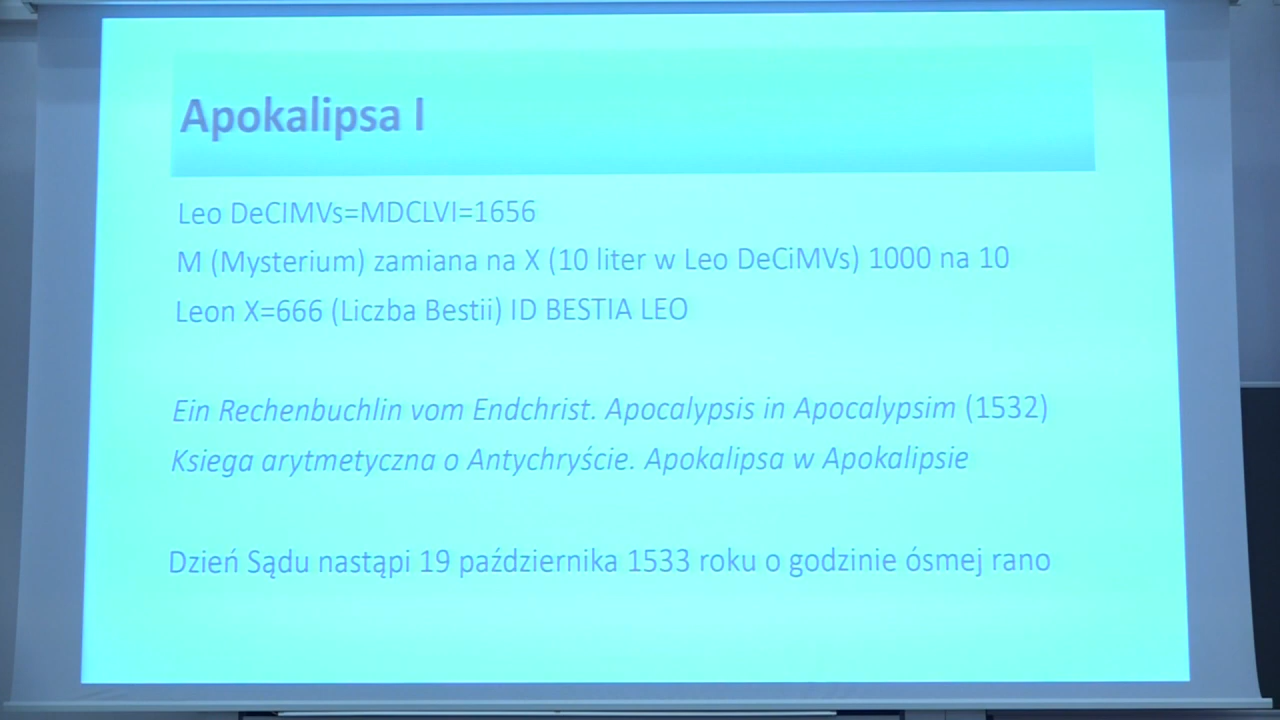 Apokalipsa I
Leo DeCIMVs=MDCLVI=1656
M (Mysterium) zamiana na X (10 liter w Leo DeCiMVs) 1000 na 10
Leon X=666 (Liczba Bestii) ID BESTIA LEO
Ein Rechenbuchlin vom Endchrist. Apocalypsis in Apocalypsim (1532)
Ksiega arytmetyczna o Antychryście. Apokalipsa w Apokalipsie
Dzień Sądu nastąpi 19 października 1533 roku o godzinie ósmej rano